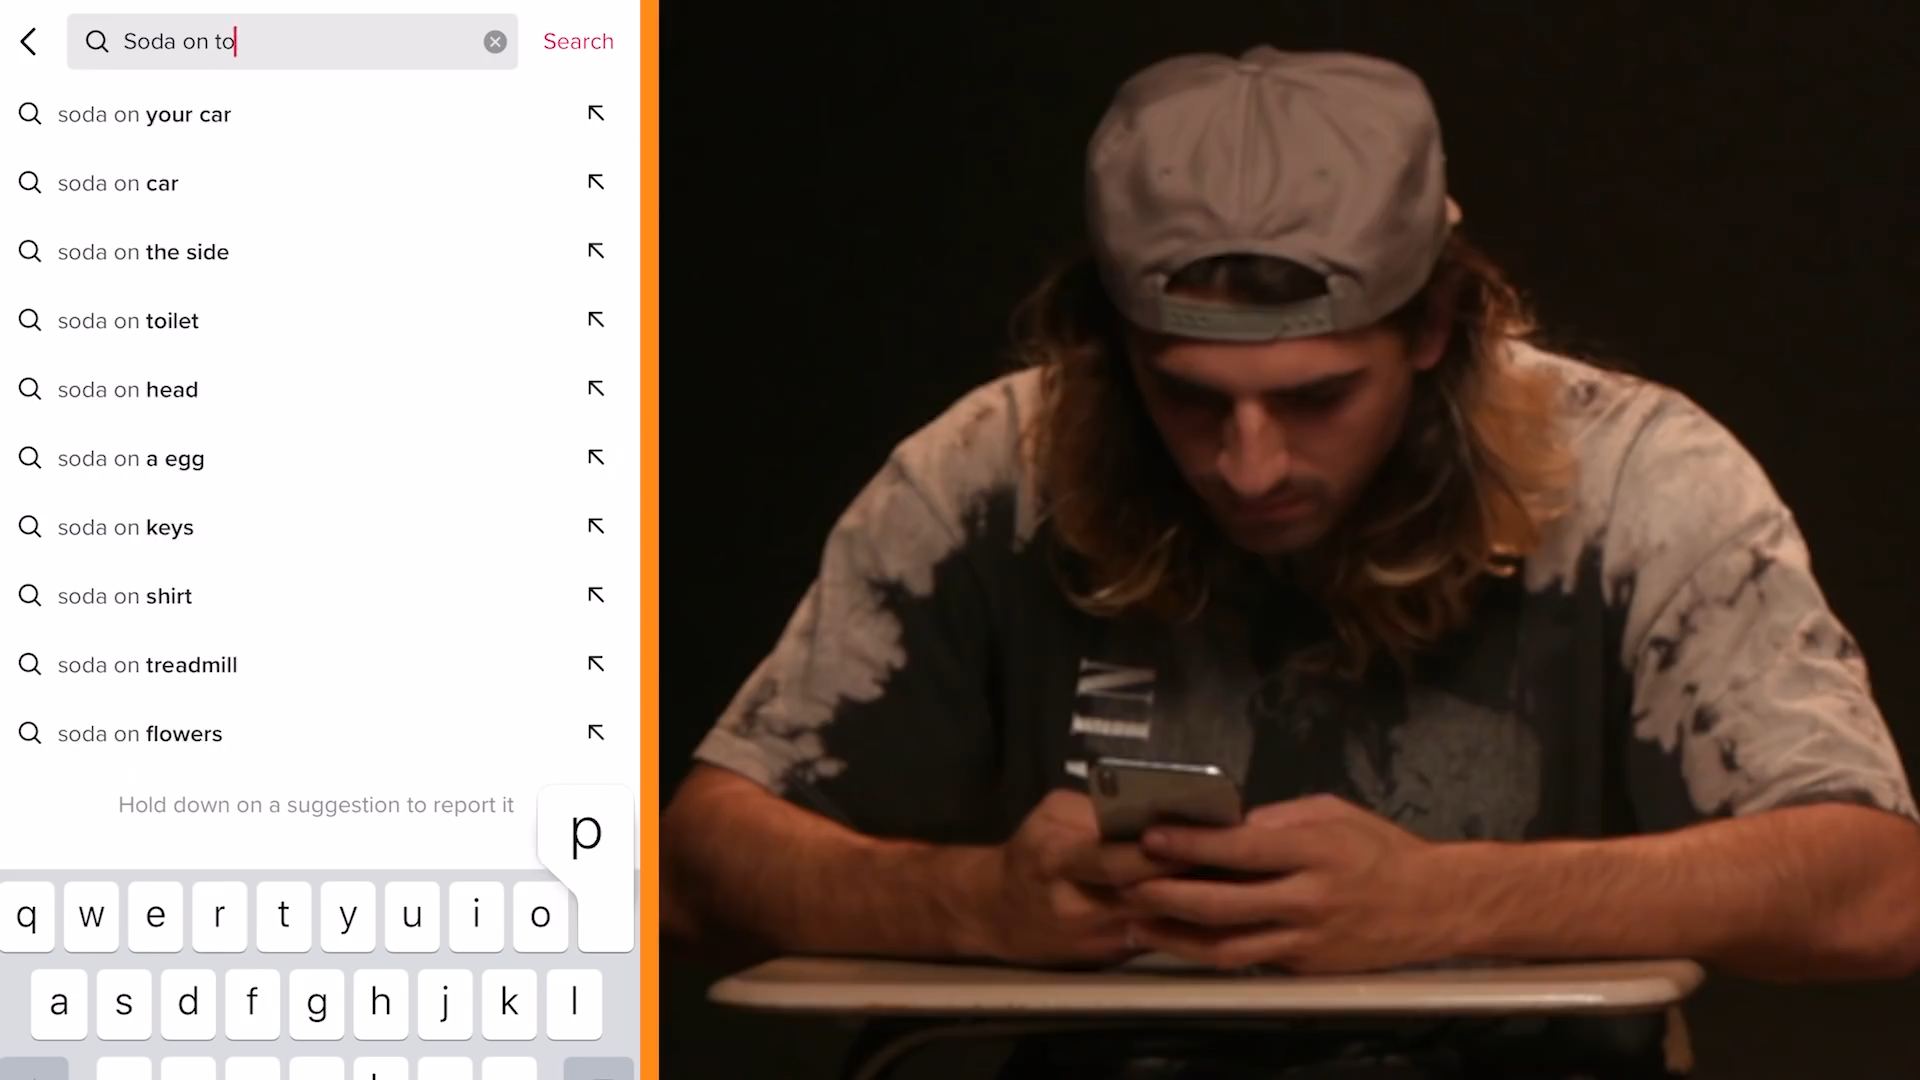 Soda on to
Search
soda on your car
soda on car
soda on the side
soda on toilet
soda on head
soda on a egg
soda on keys
soda on shirt
soda on treadmill
soda on flowers
Hold down on a suggestion to report it
p
q w e r t y u i o
a s d f g h j k l